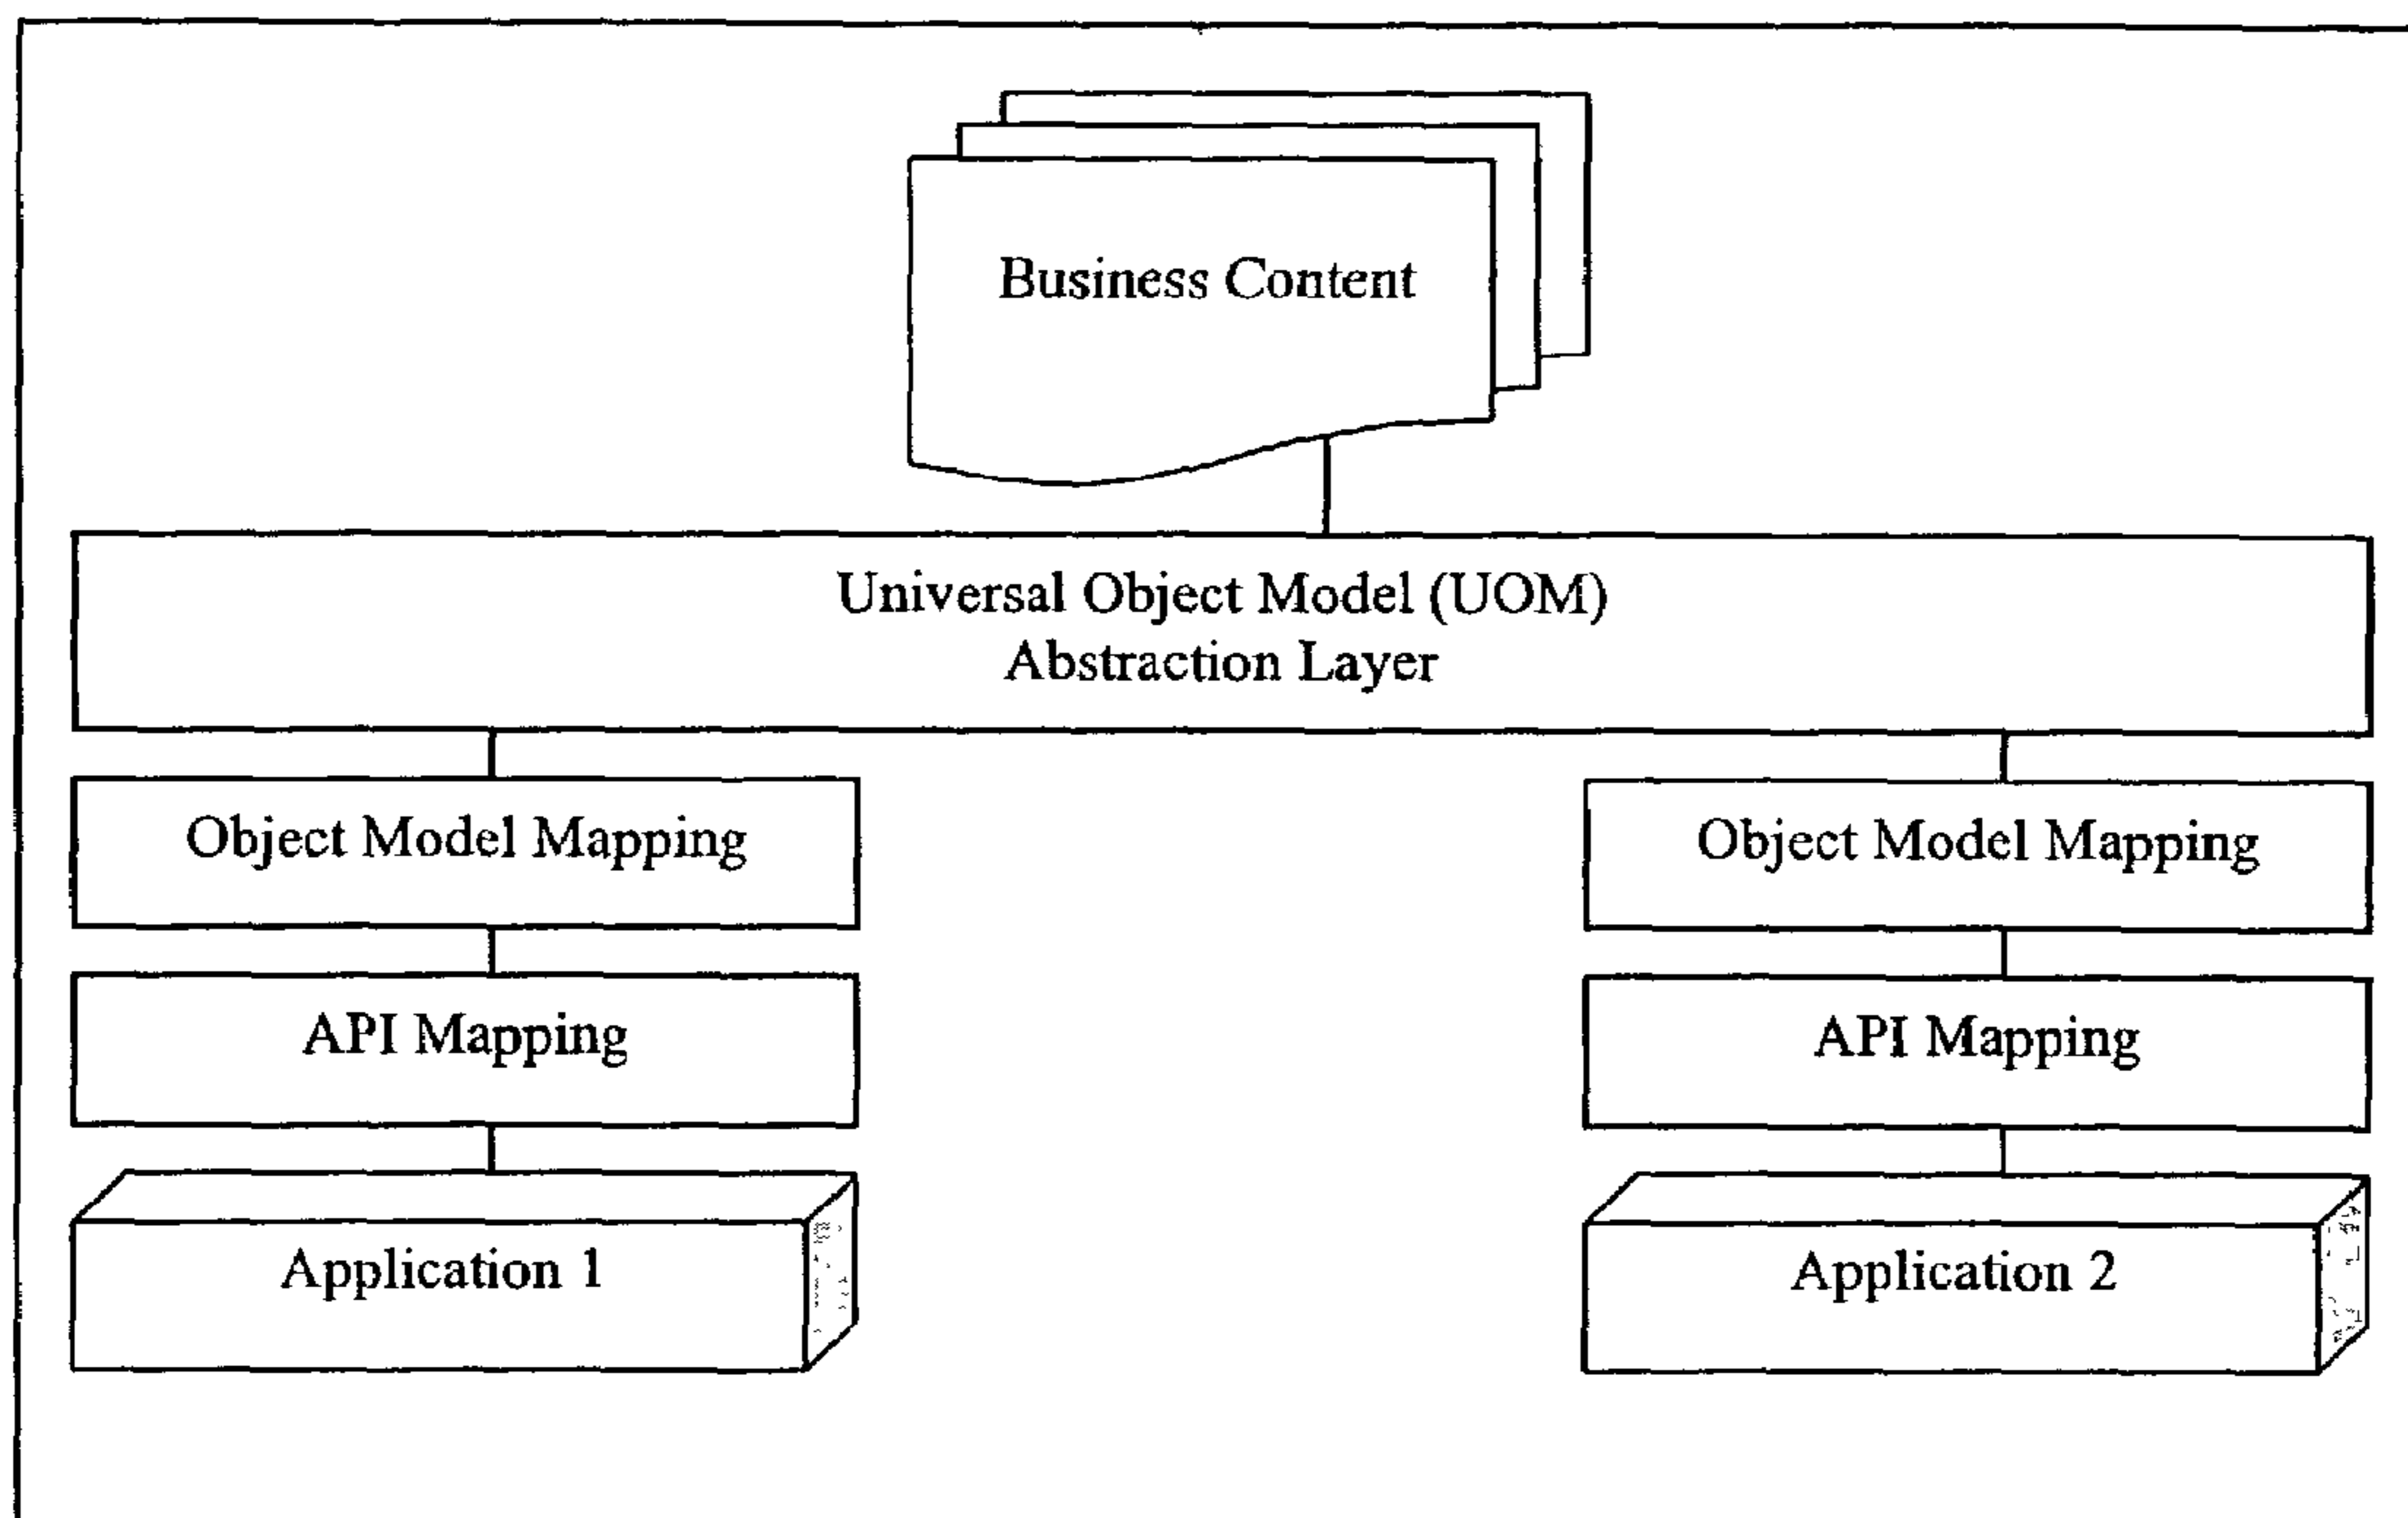 Business Content
Universal Object Model (UOM)
Abstraction Layer
Object Model Mapping
Object Model Mapping
API Mapping
API Mapping
Application 1
Application 2